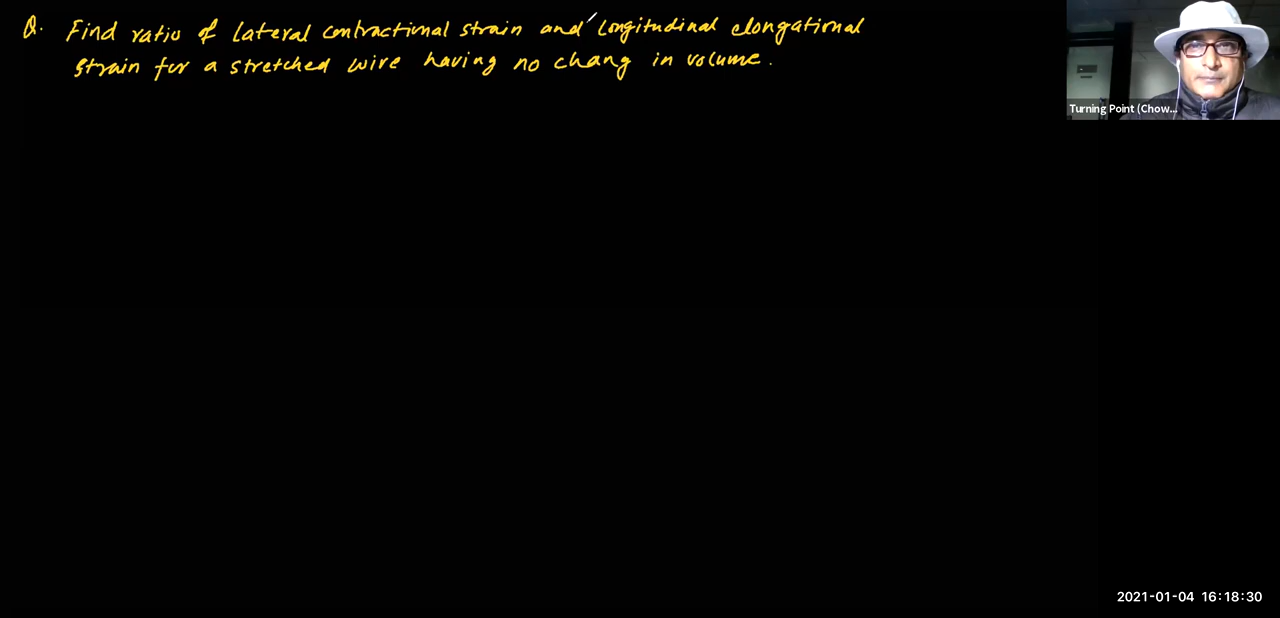 Q. Find ratio of lateral contractional strain and longitudinal elongational
strain for a stretched wire having no chang in volume.
Turning Point (Chow...
2021-01-04 16:18:30